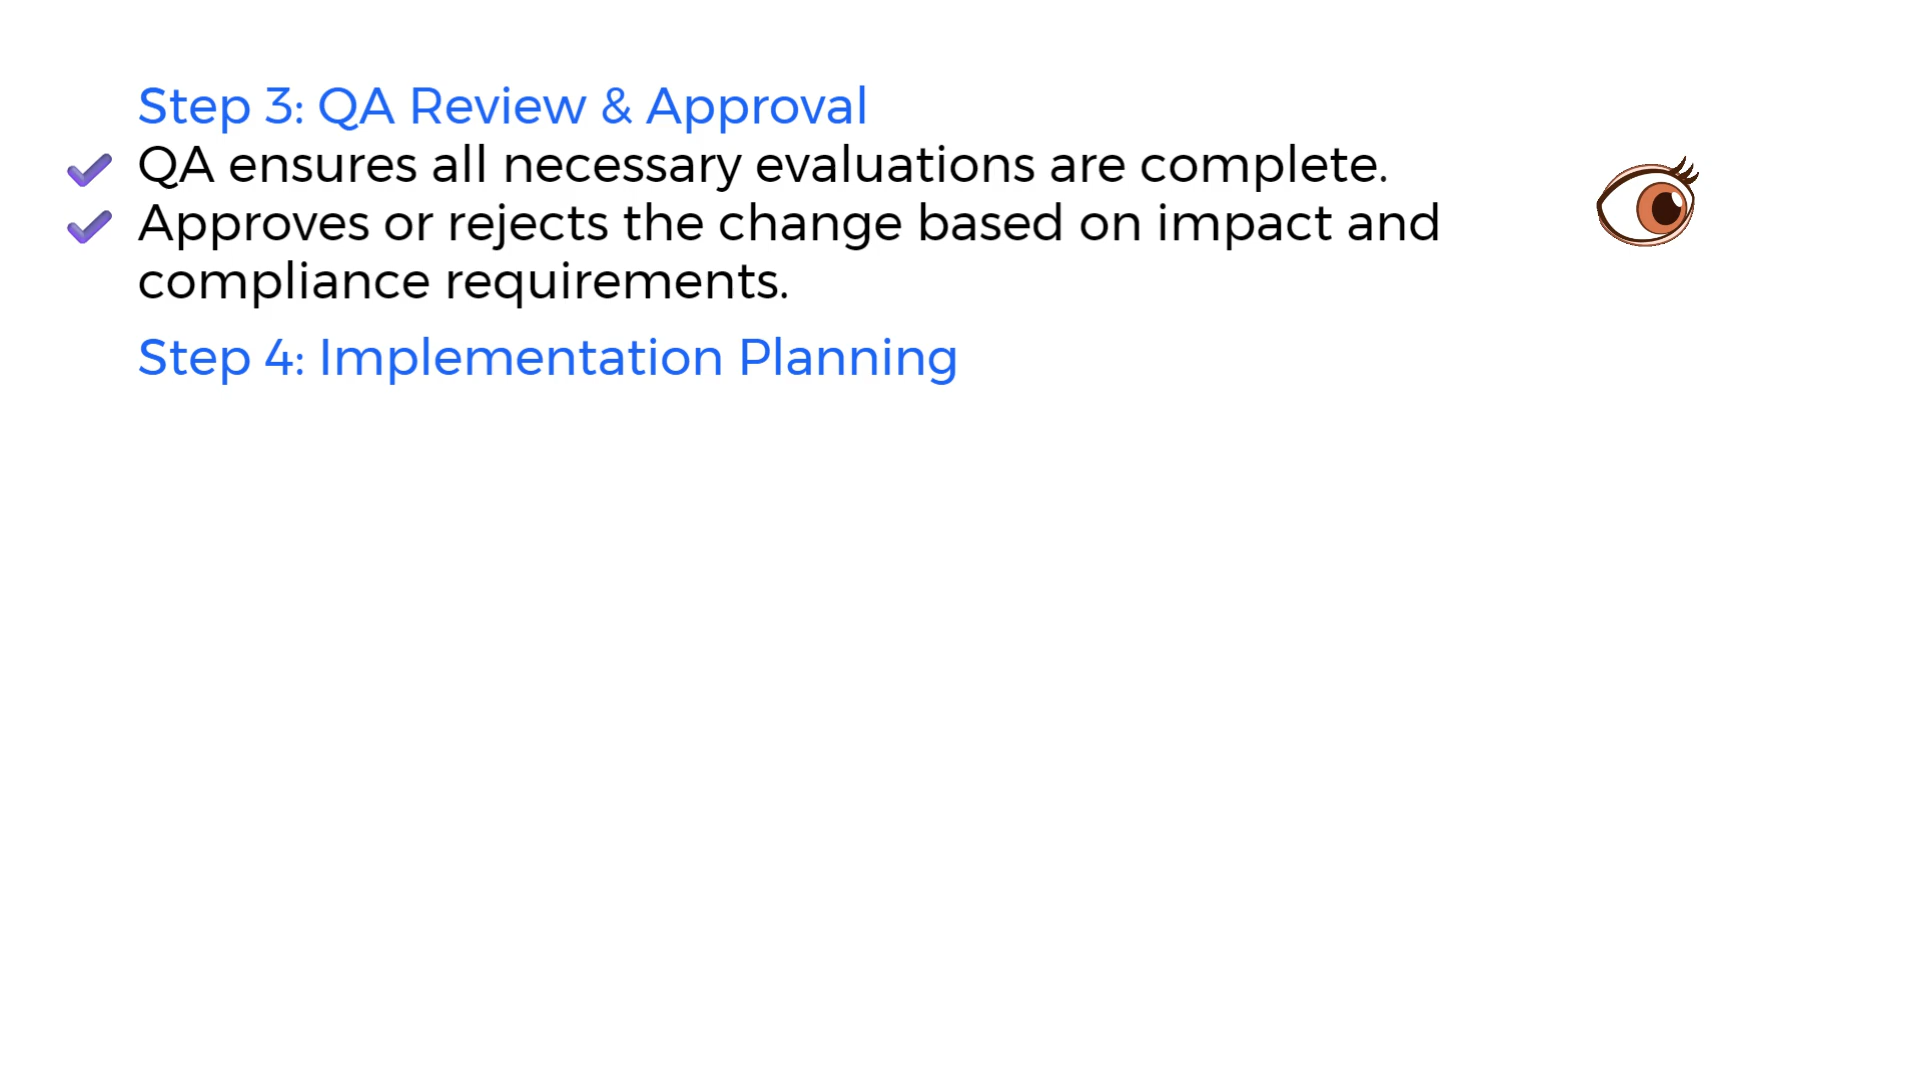 Step 3: QA Review & Approval
QA ensures all necessary evaluations are complete.
Approves or rejects the change based on impact and
compliance requirements.
Step 4: Implementation Planning